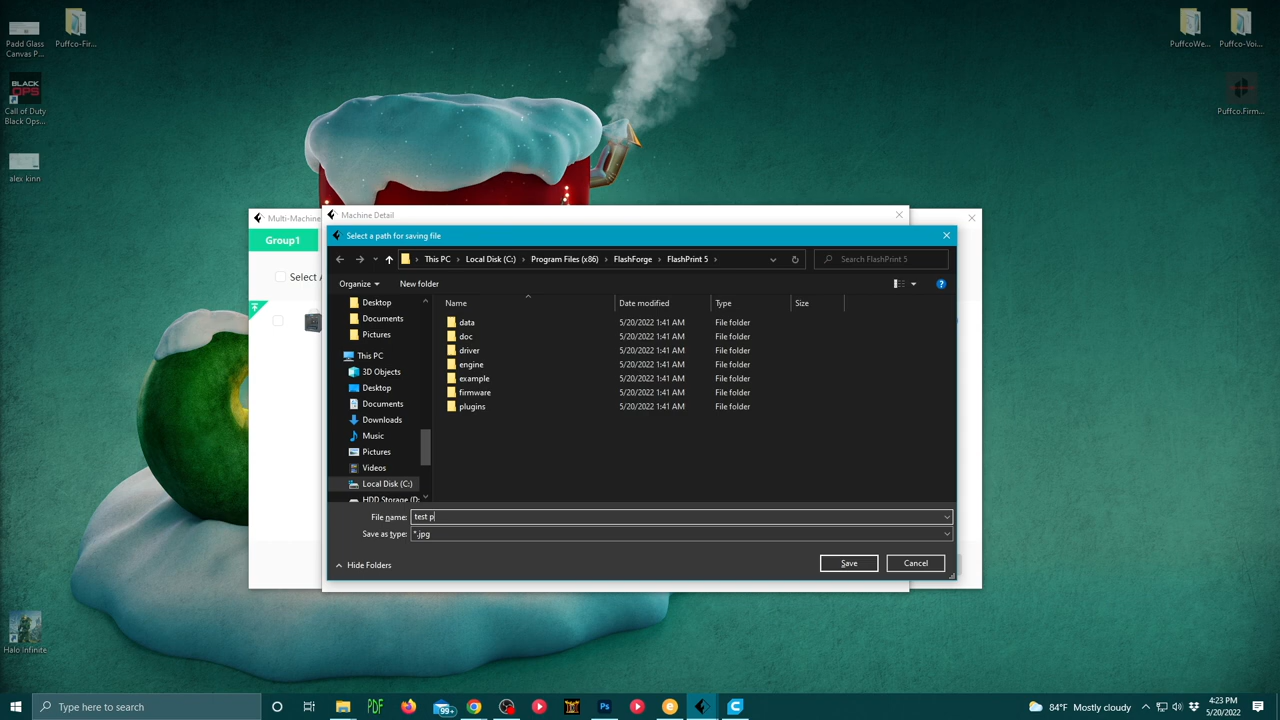 Padd Glass
Canvas P...
Puffco-Fir...
BLACK
OPS
Call of Duty
Black Ops...
alex kinn
Halo Infinite
PuffcoWe...
Puffco-Voi...
Puffco.Firm...
Multi-Machine
Group1
Select A
Machine Detail
Select a path for saving file
This PC
Local Disk (C:)
Program Files (x86)
FlashForge
FlashPrint 5
Search FlashPrint 5
Organize
New folder
Desktop
Documents
Pictures
This PC
3D Objects
Desktop
Documents
Downloads
Music
Pictures
Videos
Local Disk (C:)
HDD Storage (D:
Name Date modified Type Size
data 5/20/2022 1:41 AM File folder
doc 5/20/2022 1:41 AM File folder
driver 5/20/2022 1:41 AM File folder
engine 5/20/2022 1:41 AM File folder
example 5/20/2022 1:41 AM File folder
firmware 5/20/2022 1:41 AM File folder
plugins 5/20/2022 1:41 AM File folder
File name: test p
Save as type: *.jpg
Hide Folders
Save
Cancel
Type here to search
PDF
99+
Ps
84°F Mostly cloudy
4:23 PM
5/20/2022